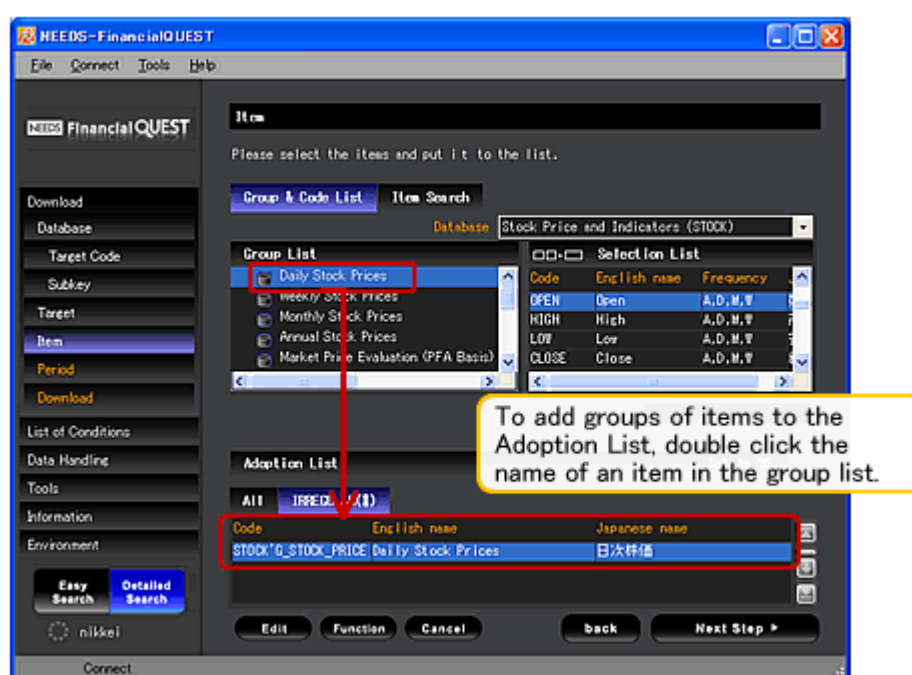 NEEDS-FinancialQUEST
File Connect Tools Help
NEEDS Financial QUEST
Item
Please select the items and put it to the list.
Group & Code List Item Search
Database Stock Price and Indicators (STOCK)
Group List
Selection List
Daily Stock Prices
Weekly Stock Prices
Monthly Stock Prices
Annual Stock Prices
Market Price Evaluation (PFA Basis)
Code English name Frequency
OPEN Open A,D,M,W
HIGH High A,D,M,W
LOW Low A,D,M,W
CLOSE Close A,D,M,W
Download
Database
Target Code
Subkey
Target
Item
Period
Download
List of Conditions
Data Handling
Tools
Information
Environment
Easy Search
Detailed Search
nikkei
To add groups of items to the
Adoption List, double click the
name of an item in the group list.
Adoption List
All
Code English name Japanese name
STOCK'G_STOCK_PRICE Daily Stock Prices 日次株価
Edit Function Cancel back Next Step
Connect